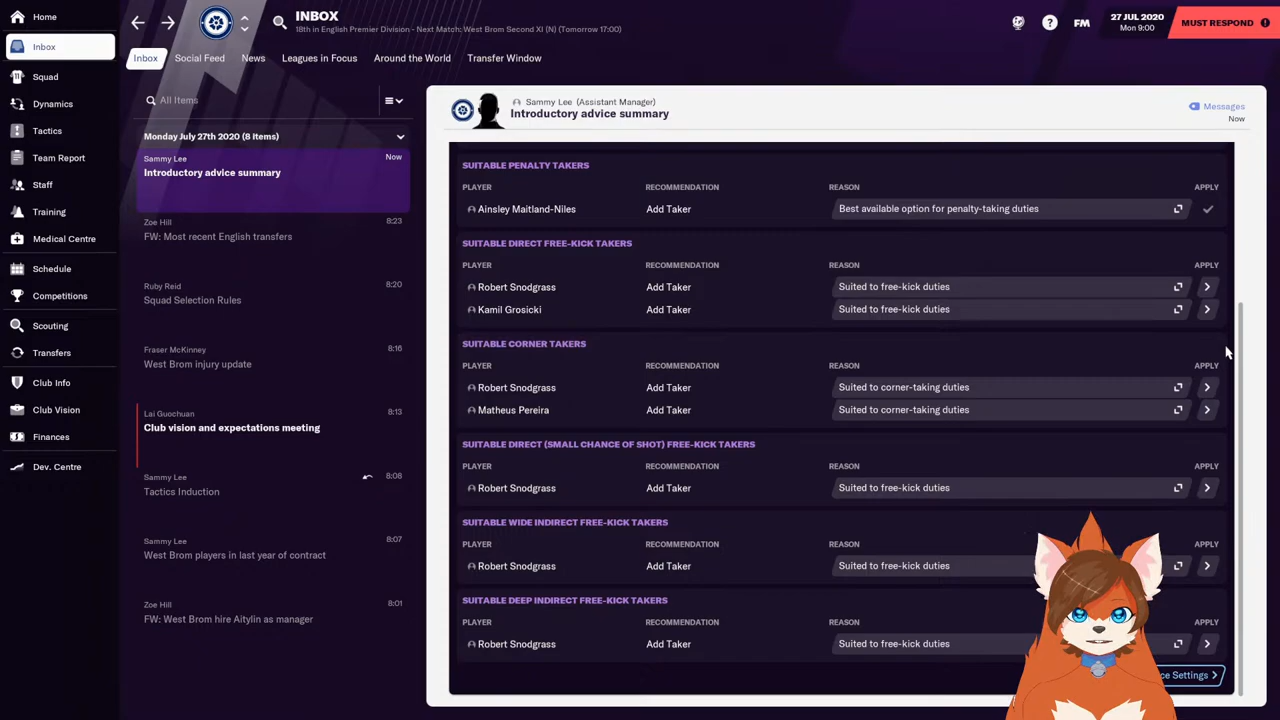 Home
Inbox
Squad
Dynamics
Tactics
Team Report
Staff
Training
Medical Centre
Schedule
Competitions
Scouting
Transfers
Club Info
Club Vision
Finances
Dev. Centre
INBOX
18th in English Premier Division - Next Match: West Brom Second XI (N) (Tomorrow 17:00)
FM
27 JUL 2020
Mon 9:00
MUST RESPOND
Inbox Social Feed News Leagues in Focus Around the World Transfer Window
All Items
Monday July 27th 2020 (8 Items)
Sammy Lee Now
Introductory advice summary
Zoe Hill 8:23
FW: Most recent English transfers
Ruby Reid 8:20
Squad Selection Rules
Fraser McKinney 8:16
West Brom injury update
Lai Guochuan 8:13
Club vision and expectations meeting
Sammy Lee 8:08
Tactics Induction
Sammy Lee 8:07
West Brom players in last year of contract
Zoe Hill 8:01
FW: West Brom hire Aitylin as manager
Sammy Lee (Assistant Manager)
Introductory advice summary
Messages
Now
SUITABLE PENALTY TAKERS
PLAYER RECOMMENDATION REASON APPLY
Ainsley Maitland-Niles Add Taker Best available option for penalty-taking duties
SUITABLE DIRECT FREE-KICK TAKERS
PLAYER RECOMMENDATION REASON APPLY
Robert Snodgrass Add Taker Suited to free-kick duties
Kamil Grosicki Add Taker Suited to free-kick duties
SUITABLE CORNER TAKERS
PLAYER RECOMMENDATION REASON APPLY
Robert Snodgrass Add Taker Suited to corner-taking duties
Matheus Pereira Add Taker Suited to corner-taking duties
SUITABLE DIRECT (SMALL CHANCE OF SHOT) FREE-KICK TAKERS
PLAYER RECOMMENDATION REASON APPLY
Robert Snodgrass Add Taker Suited to free-kick duties
SUITABLE WIDE INDIRECT FREE-KICK TAKERS
PLAYER RECOMMENDATION REASON APPLY
Robert Snodgrass Add Taker Suited to free-kick duties
SUITABLE DEEP INDIRECT FREE-KICK TAKERS
PLAYER RECOMMENDATION REASON APPLY
Robert Snodgrass Add Taker Suited to free-kick duties
Settings